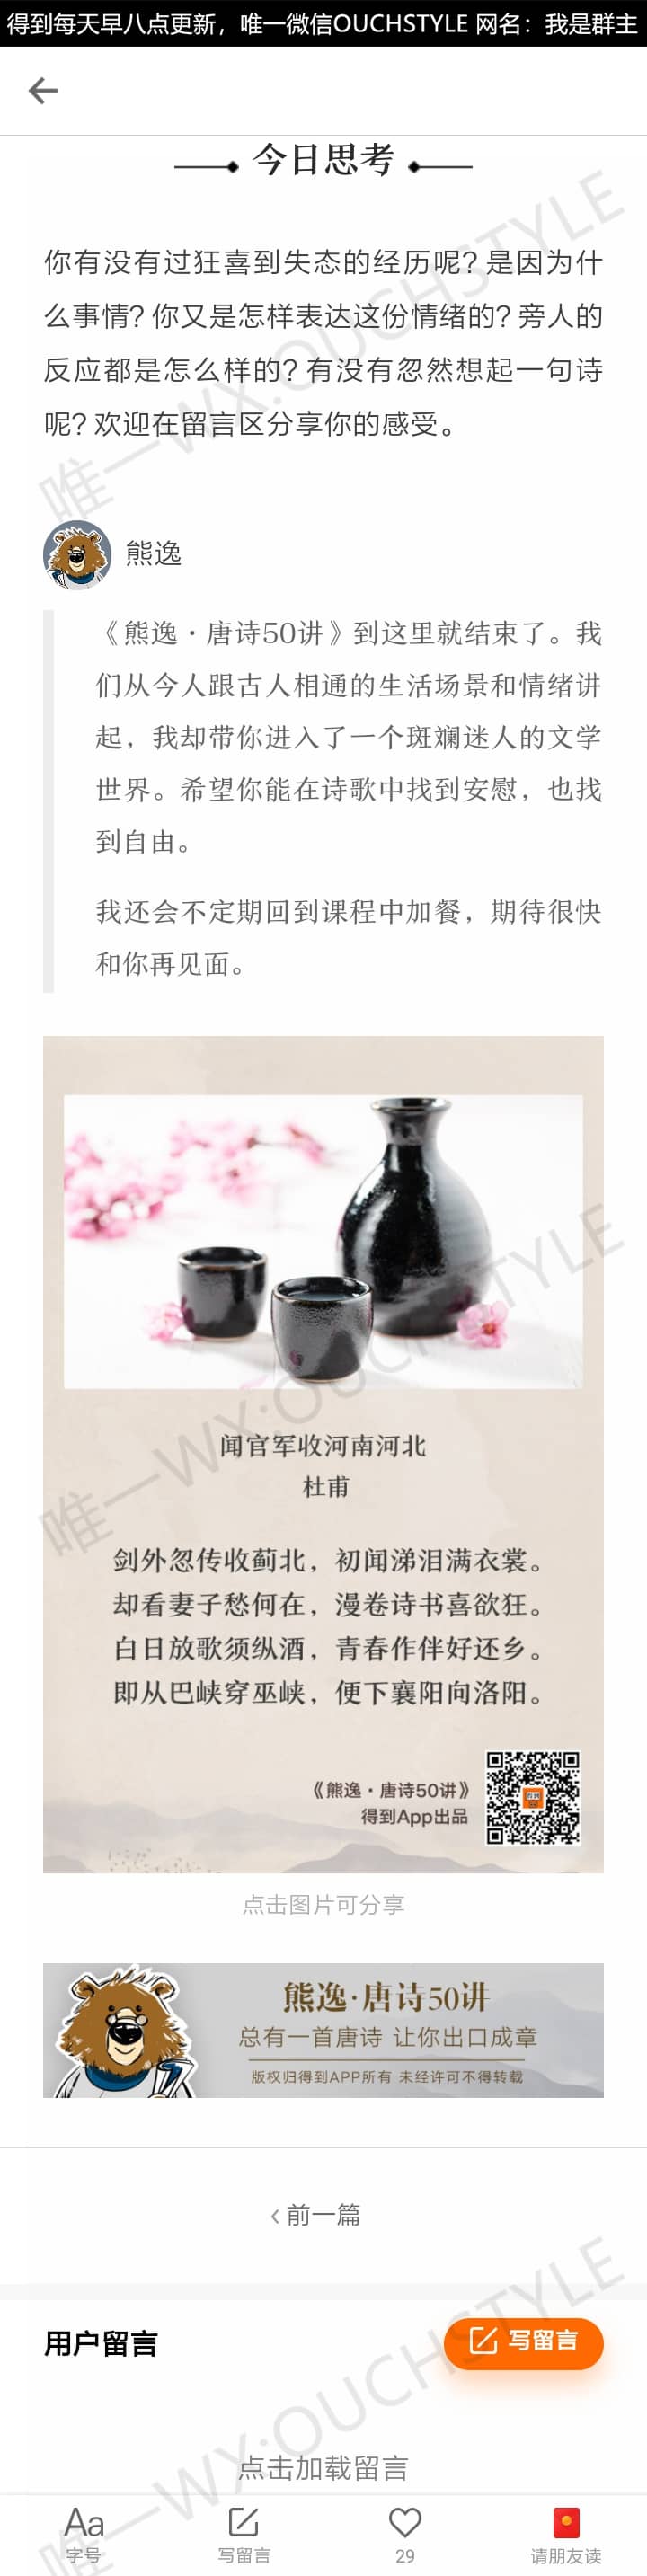 得到每天早八点更新，唯一微信OUCHSTYLE 网名：我是群主
今日思考
你有没有过狂喜到失态的经历呢？是因为什
么事情？你又是怎样表达这份情绪的？旁人的
反应都是怎么样的？有没有忽然想起一句诗
呢？欢迎在留言区分享你的感受。
唯一WX:OUCHSTYLE
熊逸
《熊逸·唐诗50讲》到这里就结束了。我
们从今人跟古人相通的生活场景和情绪讲
起，我却带你进入了一个斑斓迷人的文学
世界。希望你能在诗歌中找到安慰，也找
到自由。
我还会不定期回到课程中加餐，期待很快
和你再见面。
唯一WX:OUCHSTYLE
闻官军收河南河北
杜甫
剑外忽传收蓟北，初闻涕泪满衣裳。
却看妻子愁何在，漫卷诗书喜欲狂。
白日放歌须纵酒，青春作伴好还乡。
即从巴峡穿巫峡，便下襄阳向洛阳。
《熊逸·唐诗50讲》
得到App出品
点击图片可分享
熊逸·唐诗50讲
总有一首唐诗 让你出口成章
版权归得到APP所有 未经许可不得转载
‹ 前一篇
用户留言
写留言
唯一WX:OUCHSTYLE
点击加载留言
Aa
字号
写留言
29
请朋友读